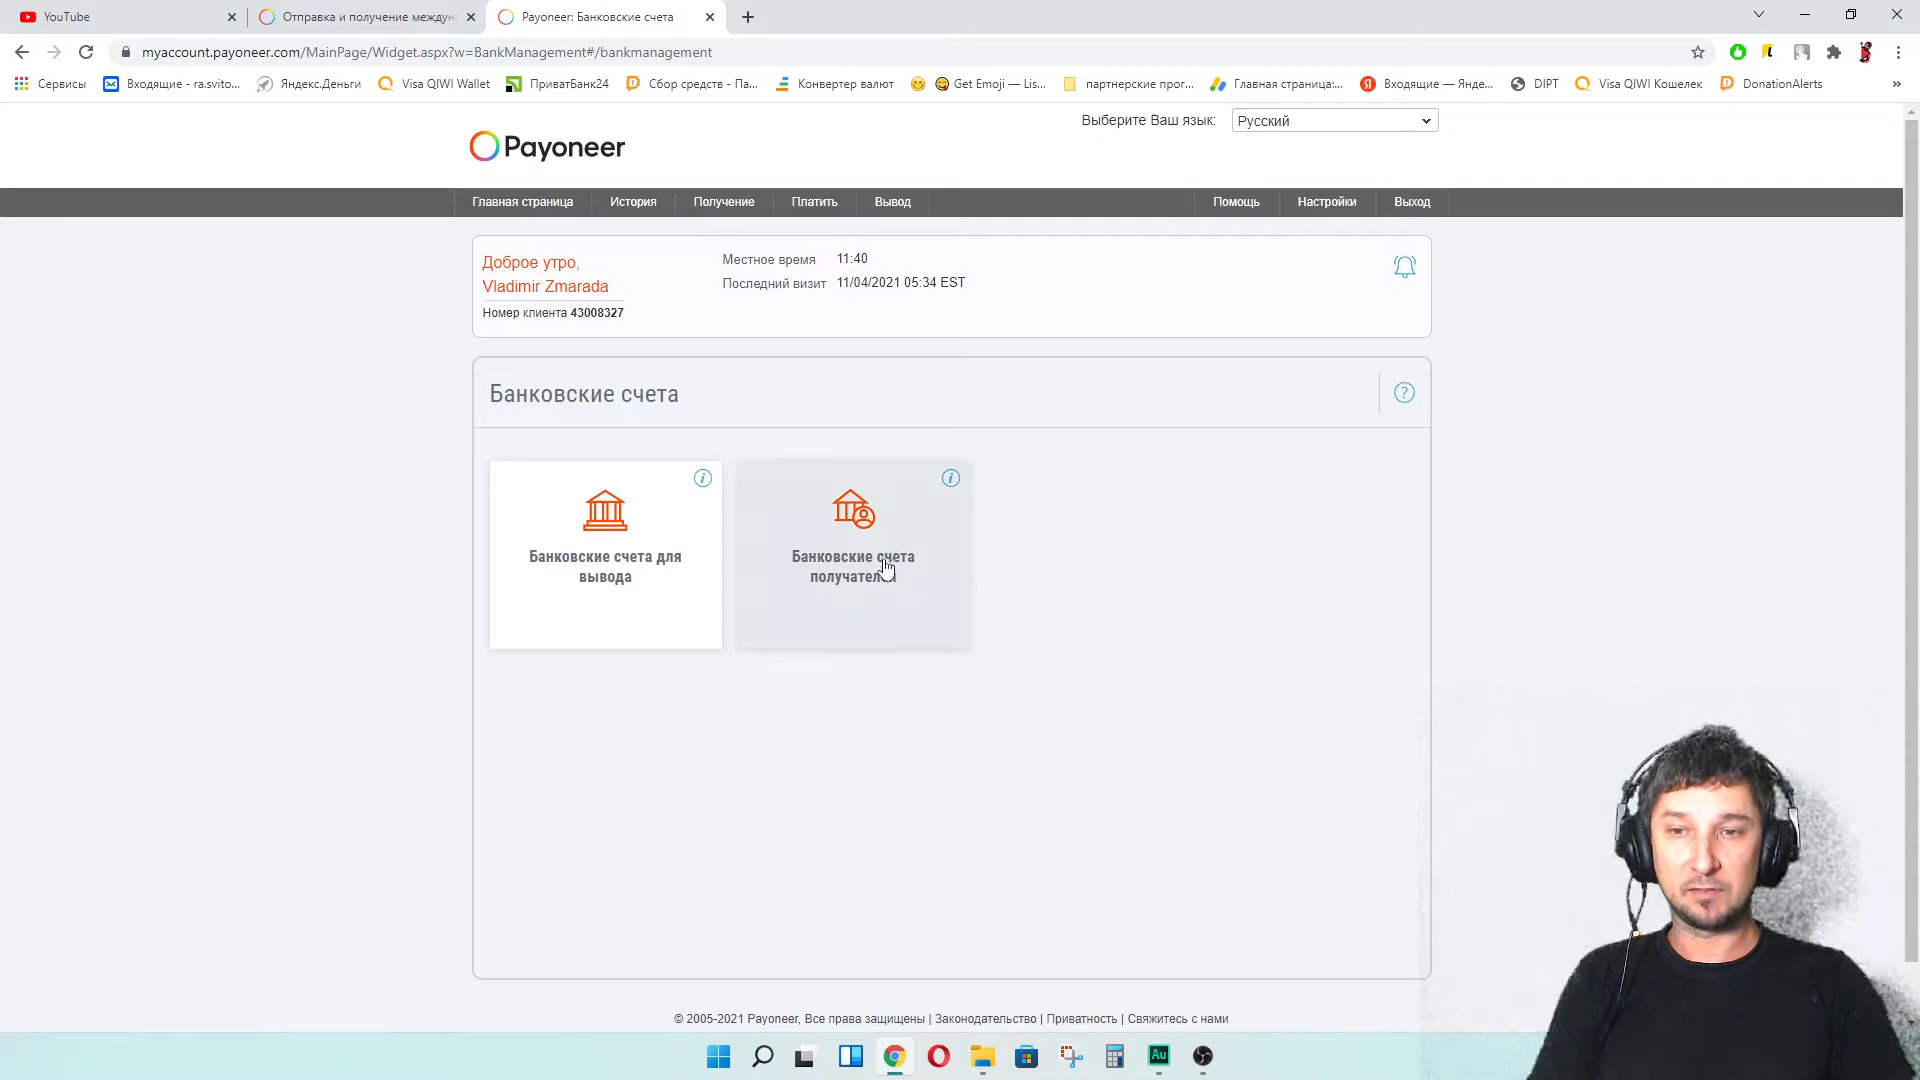 YouTube
Отправка и получение междун
Payoneer: Банковские счета
myaccount.payoneer.com/MainPage/Widget.aspx?w=BankManagement#/bankmanagement
Сервисы
Входящие - ra.svito...
Яндекс.Деньги
Visa QIWI Wallet
ПриватБанк24
Сбор средств - Па...
Конвертер валют
Get Emoji — Lis...
партнерские прог...
Главная страница:...
Входящие — Янде...
DIPT
Visa QIWI Кошелек
DonationAlerts
»
Выберите Ваш язык:
Русский
Payoneer
Главная страница
История
Получение
Платить
Вывод
Помощь
Настройки
Выход
Доброе утро,
Vladimir Zmarada
Номер клиента 43008327
Местное время 11:40
Последний визит 11/04/2021 05:34 EST
Банковские счета
?
i
Банковские счета для
вывода
i
Банковские счета
© 2005-2021 Payoneer, Все права защищены | Законодательство | Приватность | Свяжитесь с нами
Au